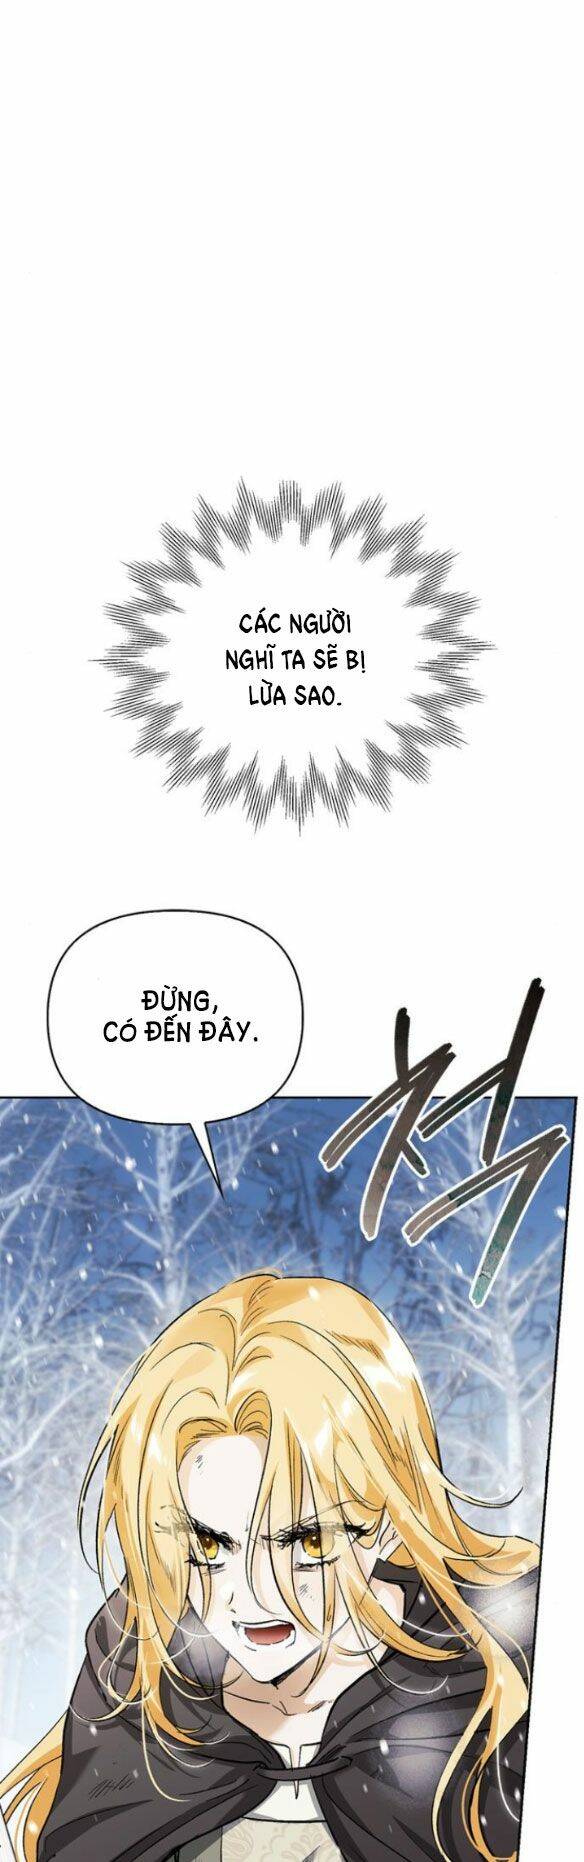 CÁC NGƯỜI
NGHĨ TA SẼ BỊ
LỪA SAO.
ĐỪNG,
CÓ ĐẾN ĐÂY.